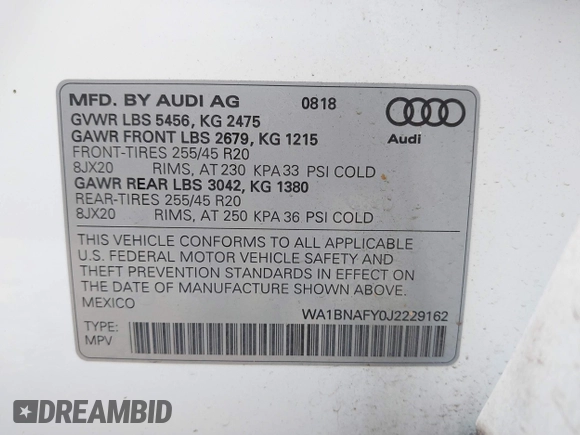 MFD. BY AUDI AG 0818
GVWR LBS 5456, KG 2475
GAWR FRONT LBS 2679, KG 1215
FRONT-TIRES 255/45 R20
8JX20 RIMS, AT 230 KPA 33 PSI COLD
GAWR REAR LBS 3042, KG 1380
REAR-TIRES 255/45 R20
8JX20 RIMS, AT 250 KPA 36 PSI COLD
Audi
THIS VEHICLE CONFORMS TO ALL APPLICABLE
U.S. FEDERAL MOTOR VEHICLE SAFETY AND
THEFT PREVENTION STANDARDS IN EFFECT ON
THE DATE OF MANUFACTURE SHOWN ABOVE.
MEXICO
WA1BNAFY0J2229162
TYPE:
MPV
DREAMBID